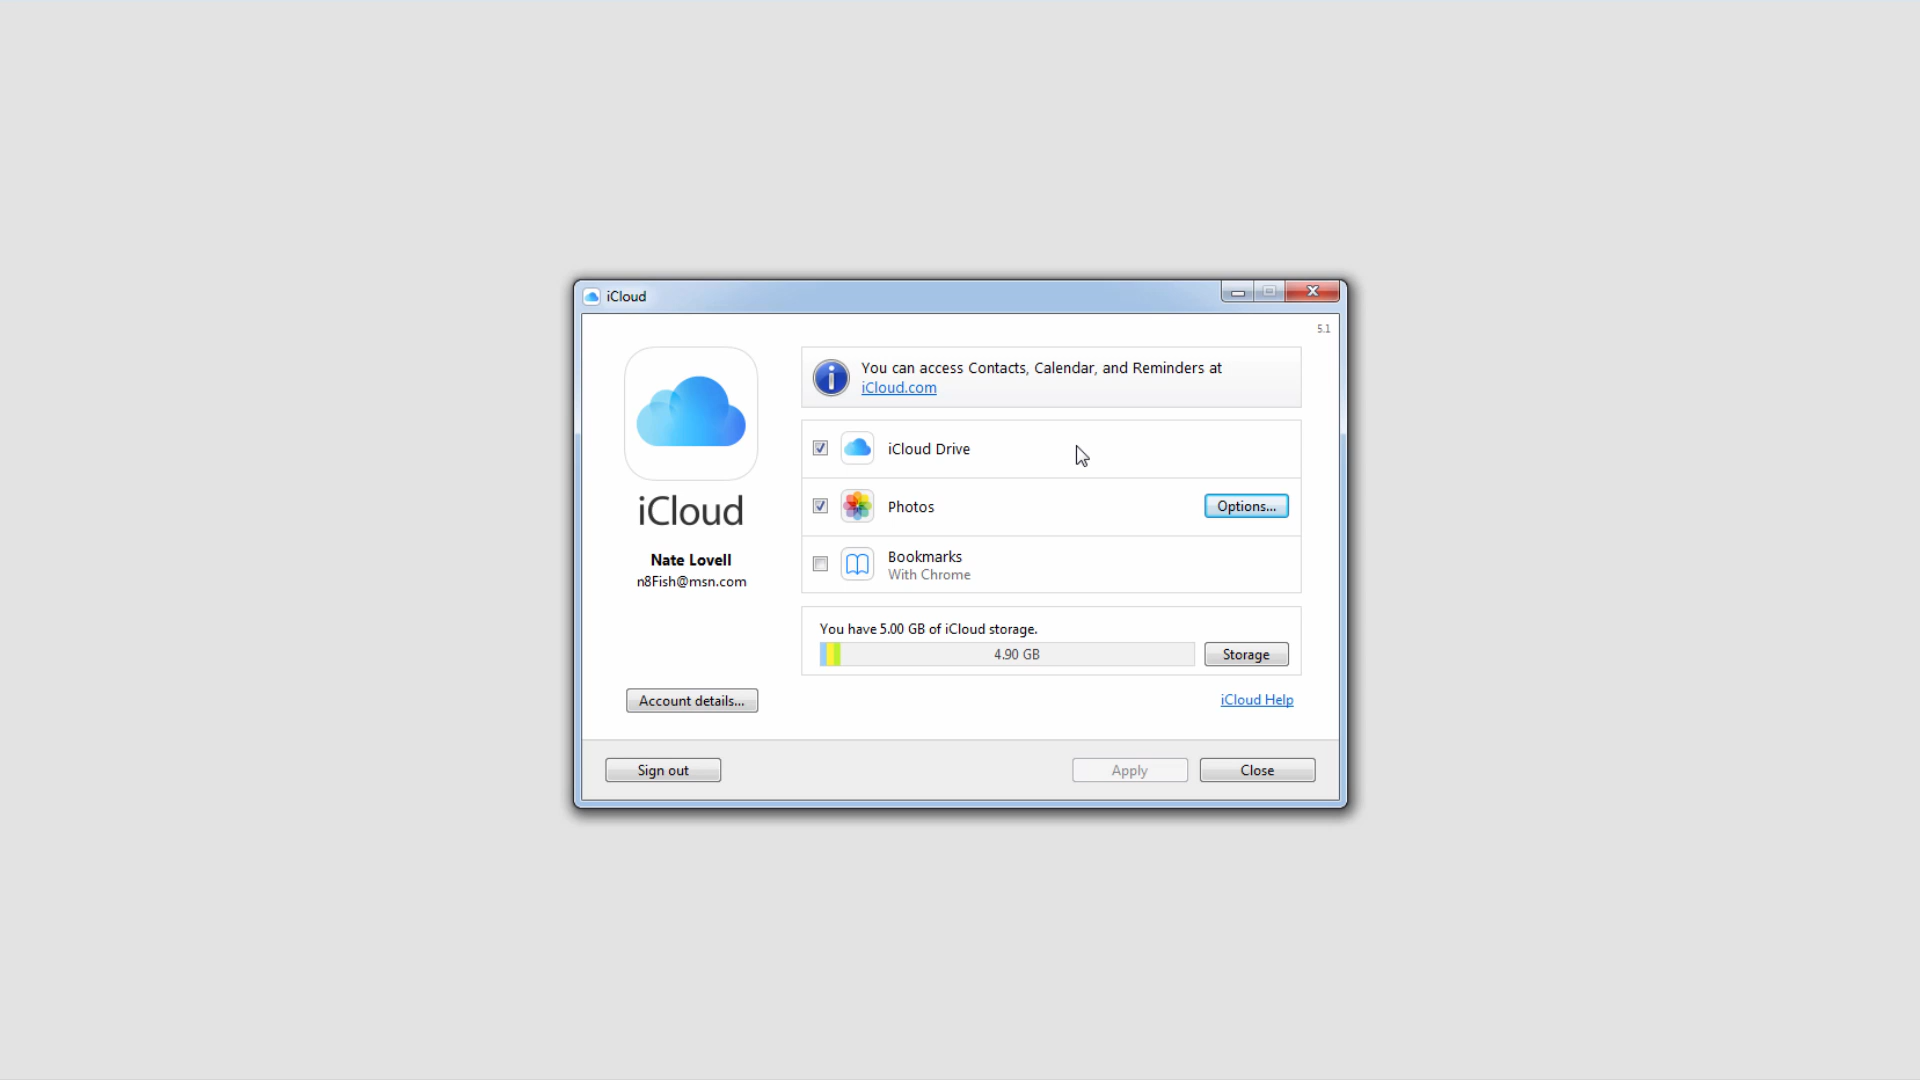 iCloud
5.1
You can access Contacts, Calendar, and Reminders at
iCloud.com
iCloud Drive
Photos
Options...
Bookmarks
With Chrome
iCloud
Nate Lovell
n8Fish@msn.com
You have 5.00 GB of iCloud storage.
4.90 GB
Storage
Account details...
iCloud Help
Sign out
Apply
Close